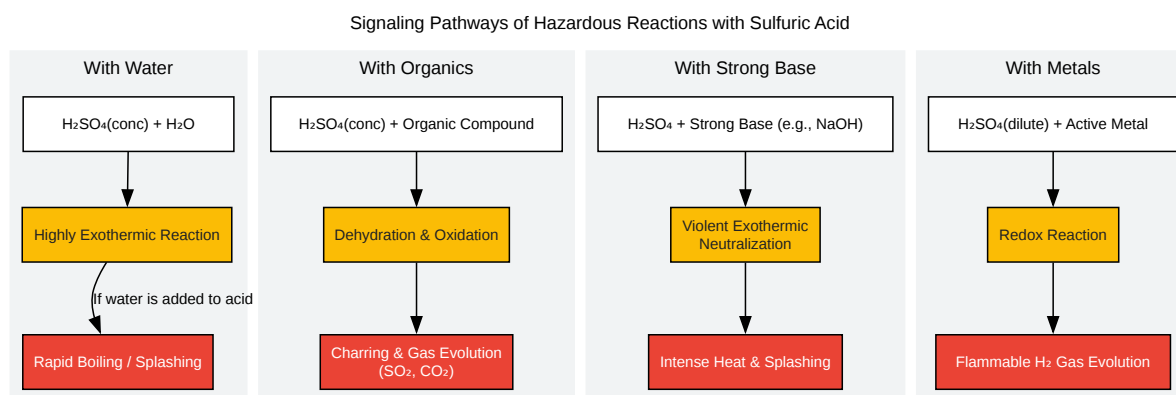 Signaling Pathways of Hazardous Reactions with Sulfuric Acid
With Water
H₂SO₄(conc) + H₂O
Highly Exothermic Reaction
If water is added to acid
Rapid Boiling / Splashing
With Organics
H₂SO₄(conc) + Organic Compound
Dehydration & Oxidation
Charring & Gas Evolution
(SO₂, CO₂)
With Strong Base
H₂SO₄ + Strong Base (e.g., NaOH)
Violent Exothermic
Neutralization
Intense Heat & Splashing
With Metals
H₂SO₄(dilute) + Active Metal
Redox Reaction
Flammable H₂ Gas Evolution